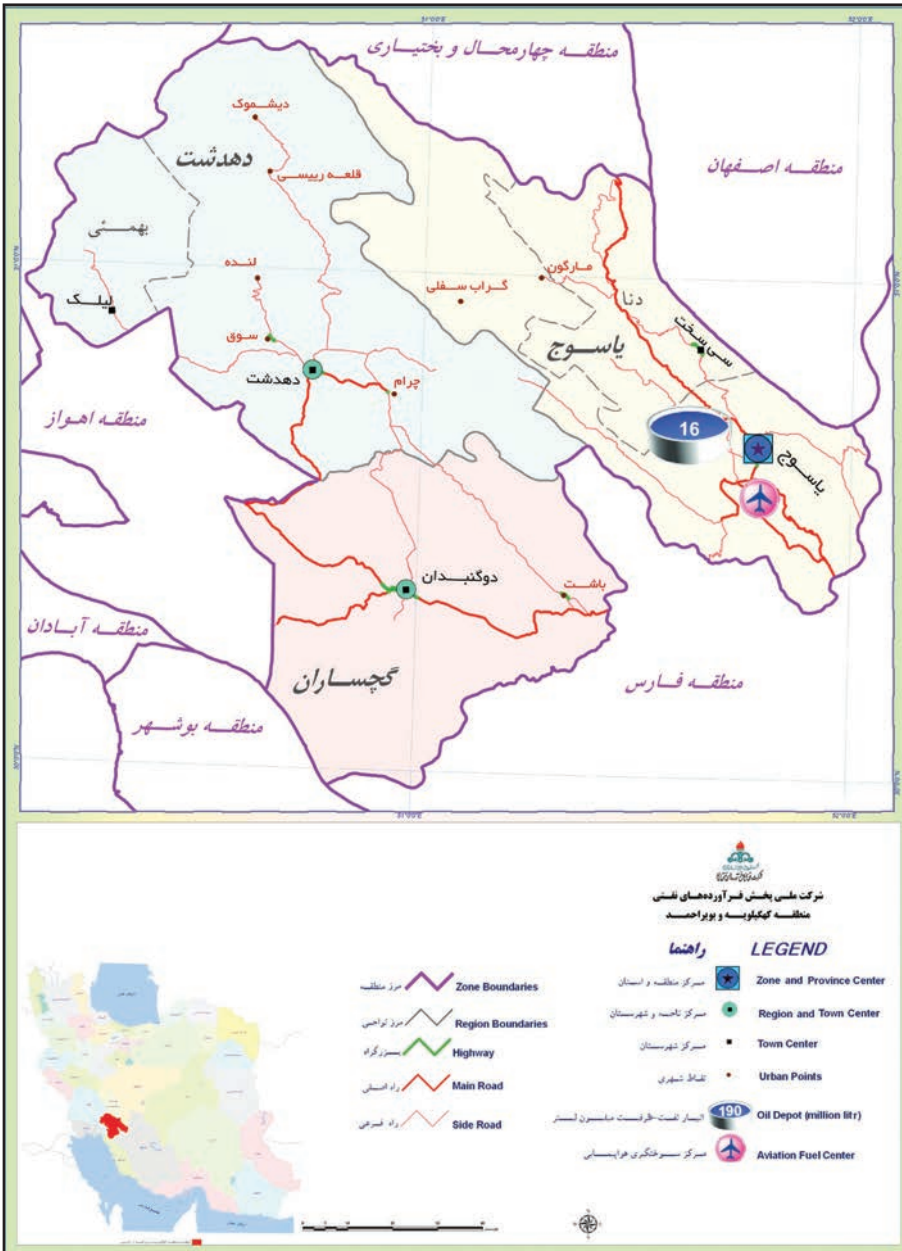 منطقه چهارمحال و بختیاری
منطقه اصفهان
دیشموک
دهدشت
قلعه رییسی
بهمئی
لیلک
لنده
سوق
دهدشت
چرام
مارگون
گراب سفلی
دنا
یاسوج
سی سخت
16
یاسوج
منطقه اهواز
دوگنبدان
باشت
گچساران
منطقه آبادان
منطقه بوشهر
منطقه فارس
شرکت ملی پخش فرآورده‌های نفتی
منطقه کهکیلویه و بویراحمد
راهنما LEGEND
مرکز منطقه و استان Zone and Province Center
مرکز ناحیه و شهرستان Region and Town Center
مرکز شهرستان Town Center
نقاط شهری Urban Points
انبار نفت-ظرفیت میلیون لیتر 190 Oil Depot (million litr)
مرکز سوختگیری هواپیمایی Aviation Fuel Center
مرز منطقه Zone Boundaries
مرز نواحی Region Boundaries
بزرگراه Highway
راه اصلی Main Road
راه فرعی Side Road